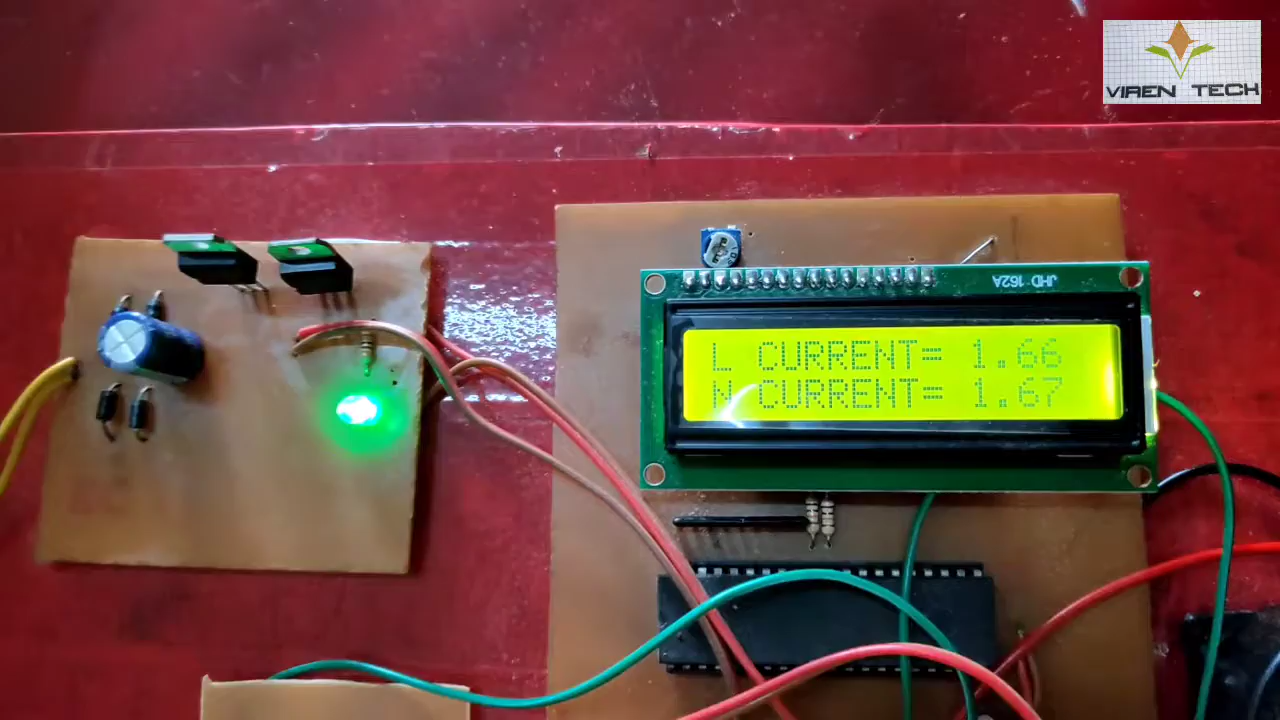 VIREN TECH
JHD 162A
L CURRENT= 1.66
N CURRENT= 1.67